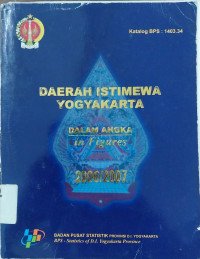 Katalog BPS : 1403.34
DAERAH ISTIMEWA
YOGYAKARTA
DALAM ANGKA
in Figures
2006/2007
BADAN PUSAT STATISTIK PROVINSI D.I. YOGYAKARTA
BPS - Statistics of D.I. Yogyakarta Province